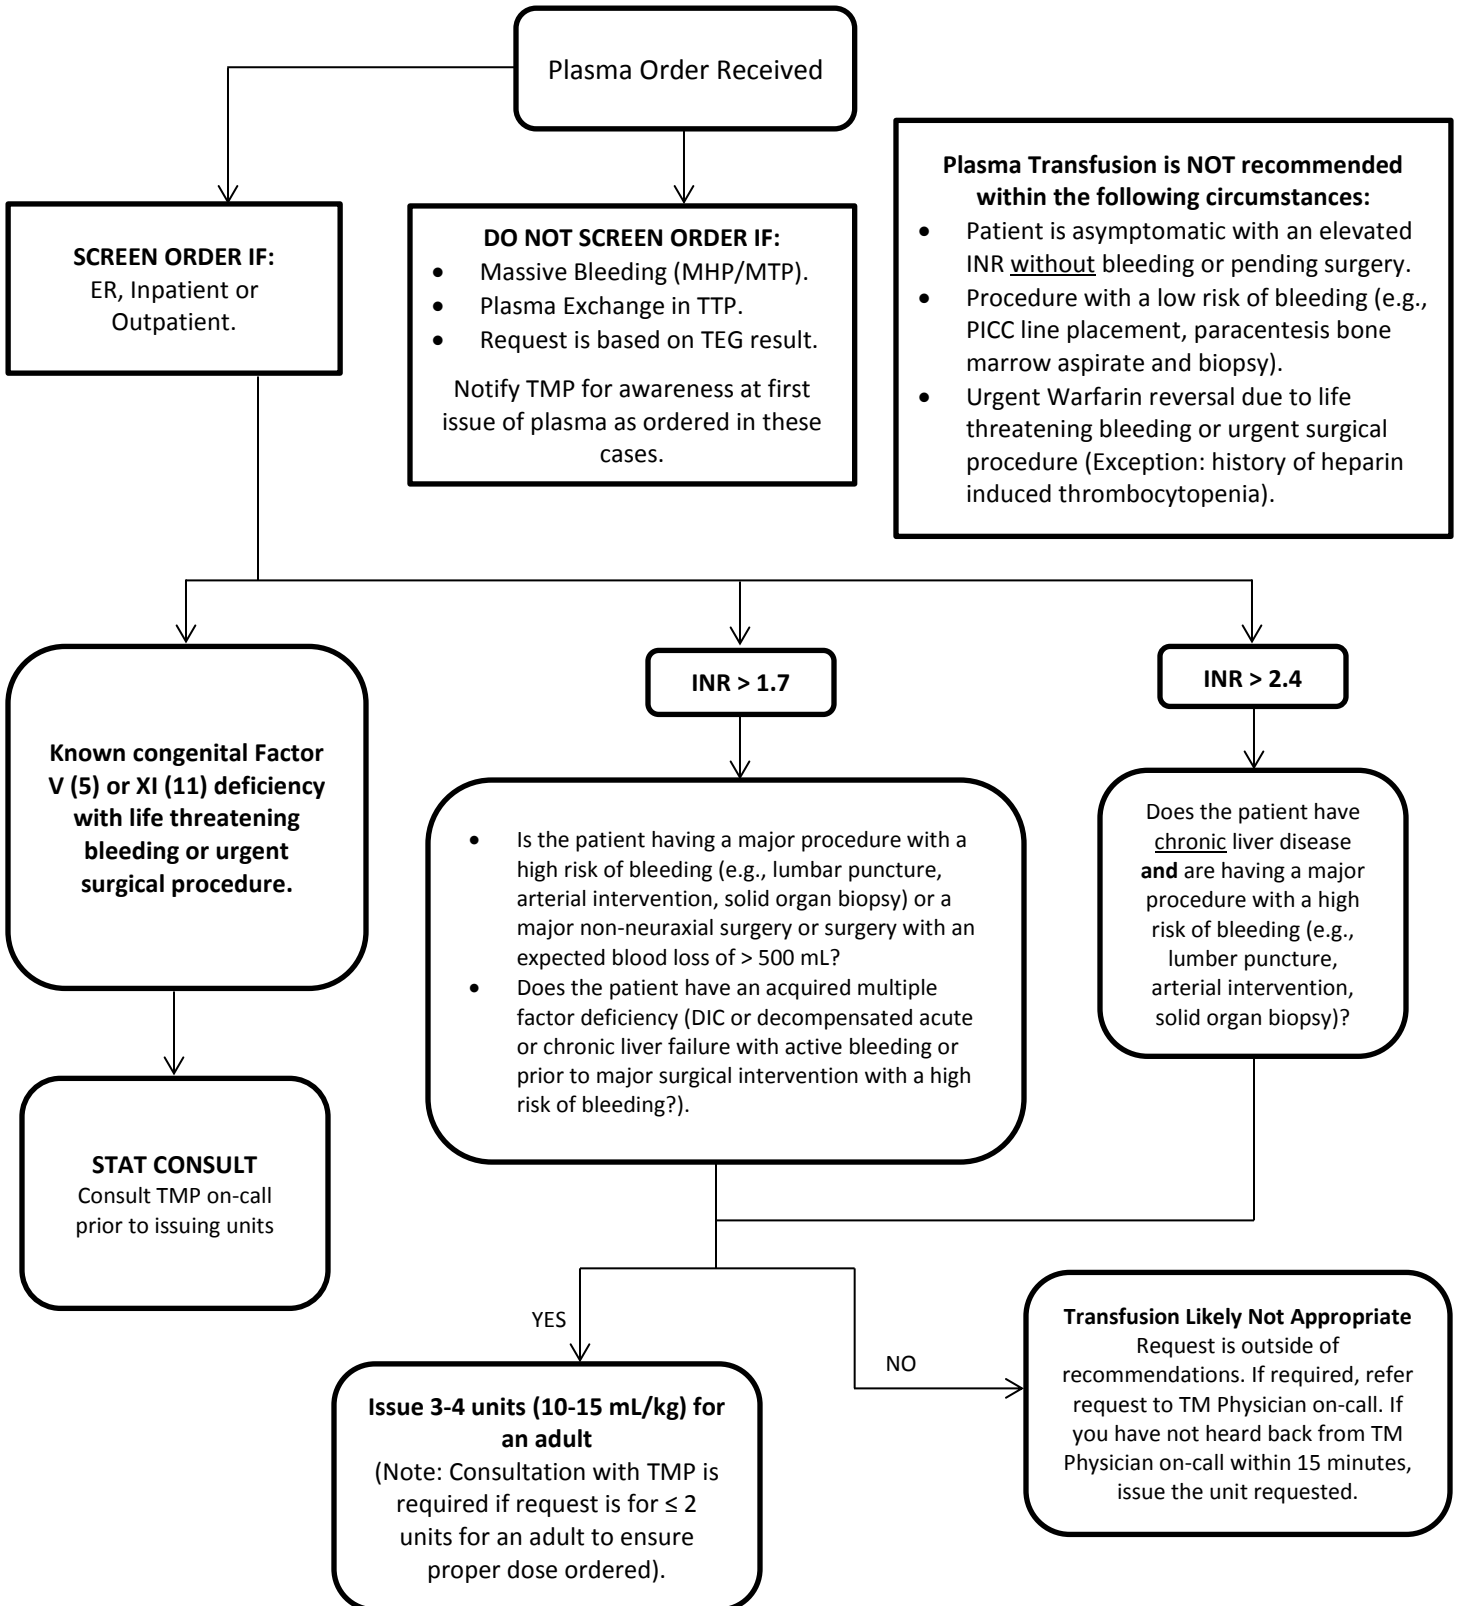 Plasma Order Received
SCREEN ORDER IF:
ER, Inpatient or
Outpatient.
DO NOT SCREEN ORDER IF:
• Massive Bleeding (MHP/MTP).
• Plasma Exchange in TTP.
• Request is based on TEG result.
Notify TMP for awareness at first
issue of plasma as ordered in these
cases.
Plasma Transfusion is NOT recommended
within the following circumstances:
• Patient is asymptomatic with an elevated
INR without bleeding or pending surgery.
• Procedure with a low risk of bleeding (e.g.,
PICC line placement, paracentesis bone
marrow aspirate and biopsy).
• Urgent Warfarin reversal due to life
threatening bleeding or urgent surgical
procedure (Exception: history of heparin
induced thrombocytopenia).
Known congenital Factor
V (5) or XI (11) deficiency
with life threatening
bleeding or urgent
surgical procedure.
STAT CONSULT
Consult TMP on-call
prior to issuing units
INR > 1.7
• Is the patient having a major procedure with a
high risk of bleeding (e.g., lumbar puncture,
arterial intervention, solid organ biopsy) or a
major non-neuraxial surgery or surgery with an
expected blood loss of > 500 mL?
• Does the patient have an acquired multiple
factor deficiency (DIC or decompensated acute
or chronic liver failure with active bleeding or
prior to major surgical intervention with a high
risk of bleeding?).
INR > 2.4
Does the patient have
chronic liver disease
and are having a major
procedure with a high
risk of bleeding (e.g.,
lumber puncture,
arterial intervention,
solid organ biopsy)?
YES
Issue 3-4 units (10-15 mL/kg) for
an adult
(Note: Consultation with TMP is
required if request is for ≤ 2
units for an adult to ensure
proper dose ordered).
NO
Transfusion Likely Not Appropriate
Request is outside of
recommendations. If required, refer
request to TM Physician on-call. If
you have not heard back from TM
Physician on-call within 15 minutes,
issue the unit requested.